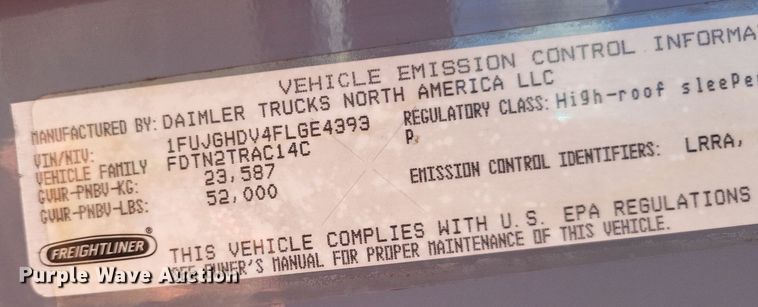 VEHICLE EMISSION CONTROL INFORMA
MANUFACTURED BY: DAIMLER TRUCKS NORTH AMERICA LLC
VIN/NIV: 1FUJGHDV4FLGE4393
REGULATORY CLASS: High-roof sleepe
P.
VEHICLE FAMILY FDTN2TRAC14C
GVWR-PNBV-KG: 23,587
EMISSION CONTROL IDENTIFIERS: LRRA,
GVWR-PNBV-LBS: 52,000
FREIGHTLINER®
THIS VEHICLE COMPLIES WITH U.S. EPA REGULATIONS
OWNER'S MANUAL FOR PROPER MAINTENANCE OF THIS VEHICLE.
Purple Wave Auction